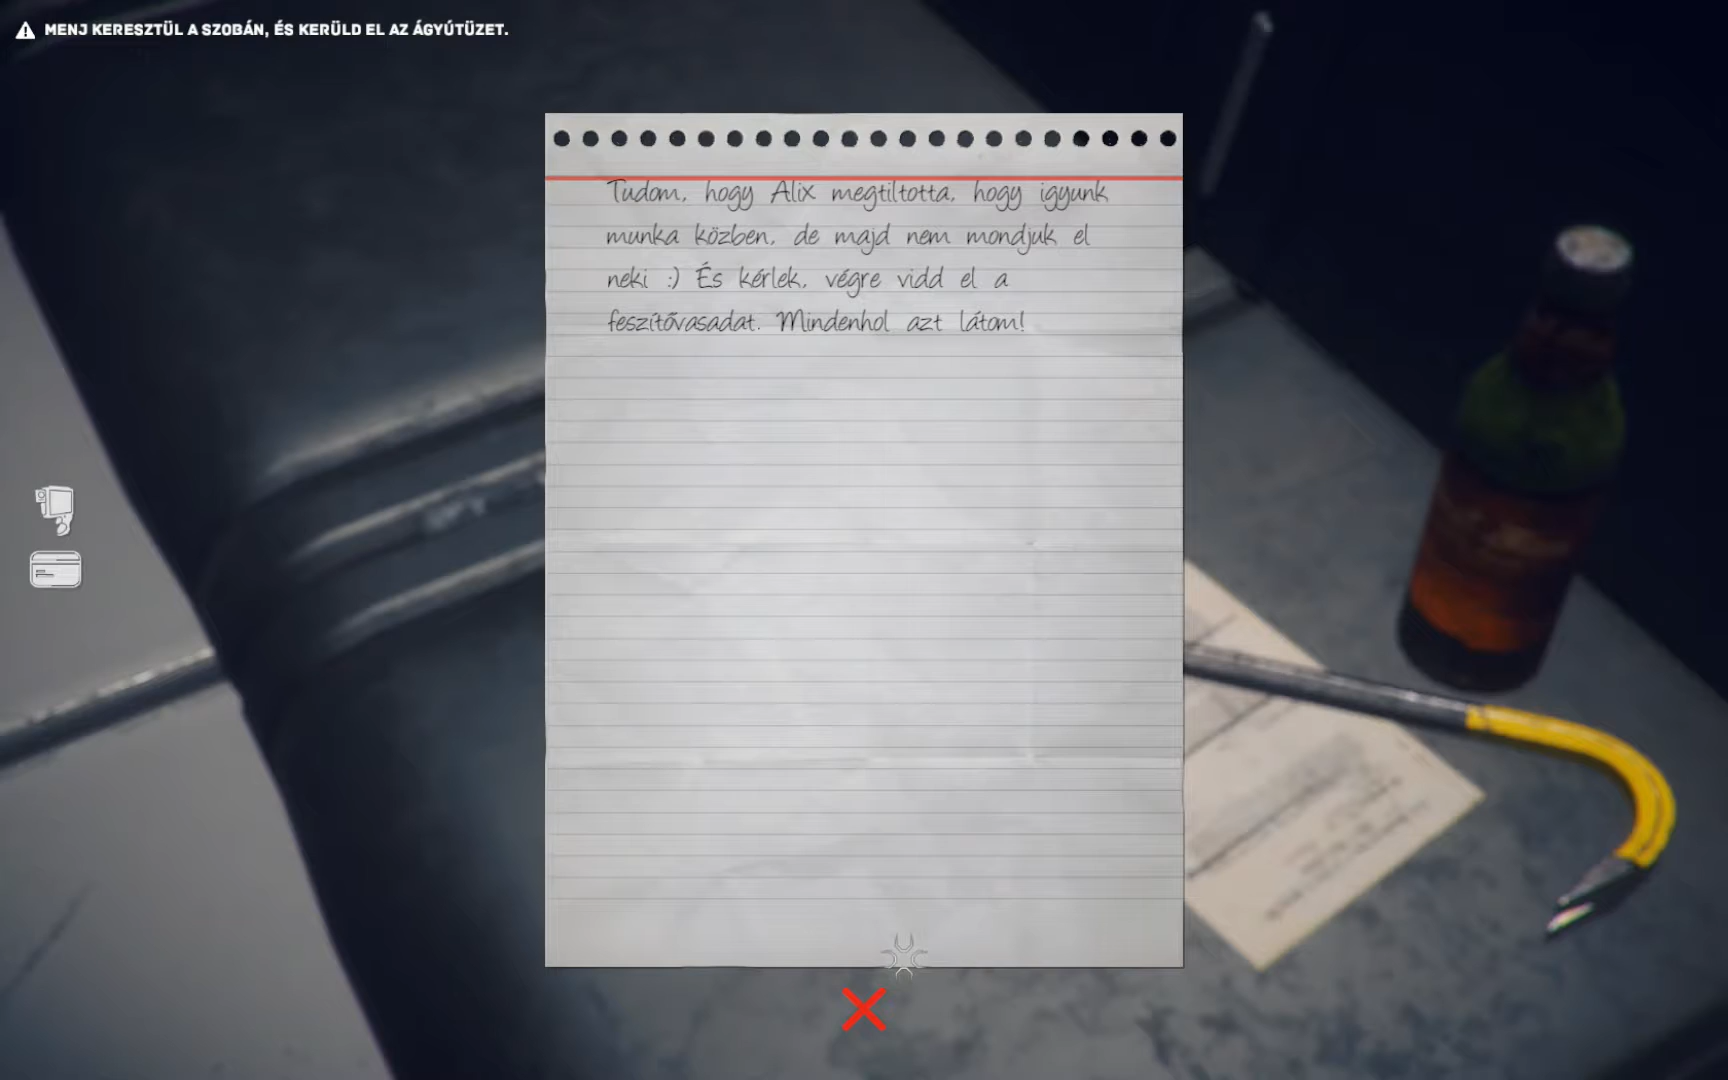 MENJ KERESZTÜL A SZOBÁN, ÉS KERÜLD EL AZ ÁGYÚTÜZET.
Tudom, hogy Alix megtiltotta, hogy igyunk
munka közben, de majd nem mondjuk el
neki :) És kérlek, végre vidd el a
feszítővasadat. Mindenhol azt látom!